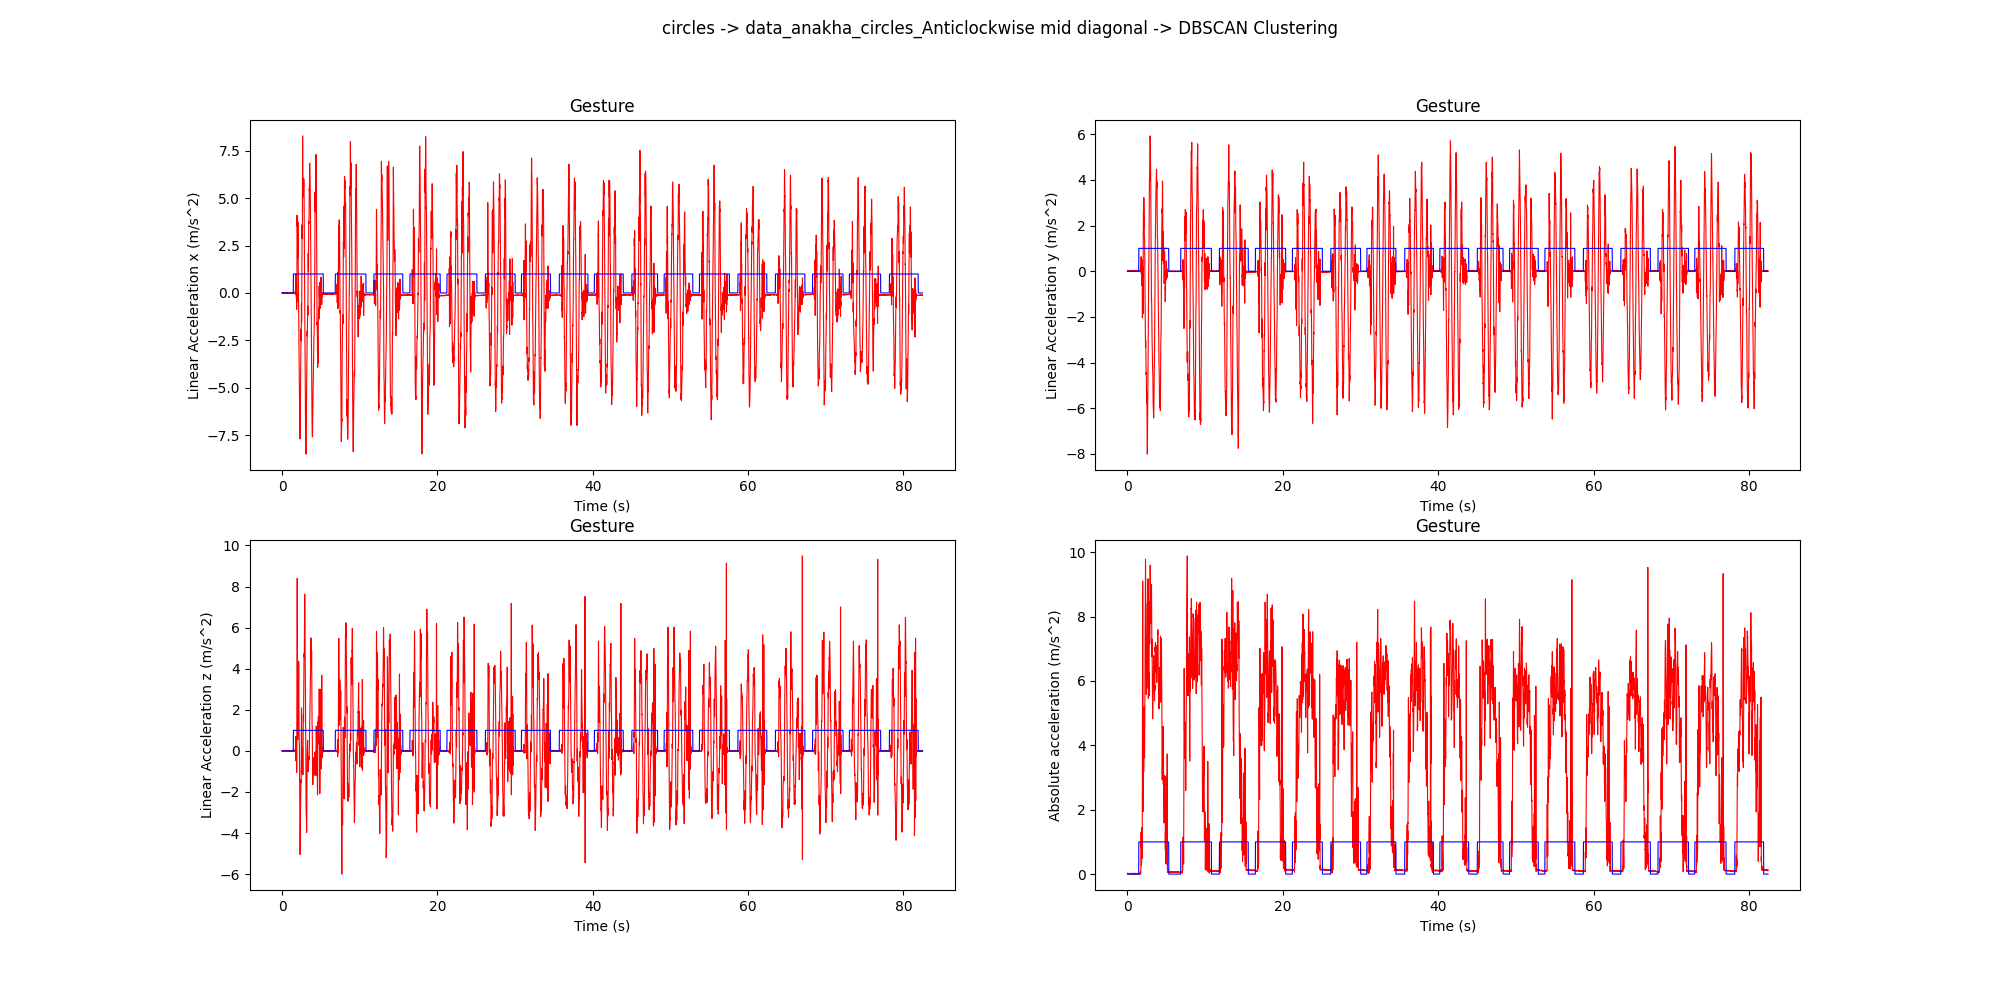 circles -> data_anakha_circles_Anticlockwise mid diagonal -> DBSCAN Clustering
Gesture
Linear Acceleration x (m/s^2)
7.5
5.0
2.5
0.0
−2.5
−5.0
−7.5
0 20 40 60 80
Time (s)
Gesture
Linear Acceleration y (m/s^2)
6
4
2
0
−2
−4
−6
−8
0 20 40 60 80
Time (s)
Gesture
Linear Acceleration z (m/s^2)
10
8
6
4
2
0
−2
−4
−6
0 20 40 60 80
Time (s)
Gesture
Absolute acceleration (m/s^2)
10
8
6
4
2
0
0 20 40 60 80
Time (s)